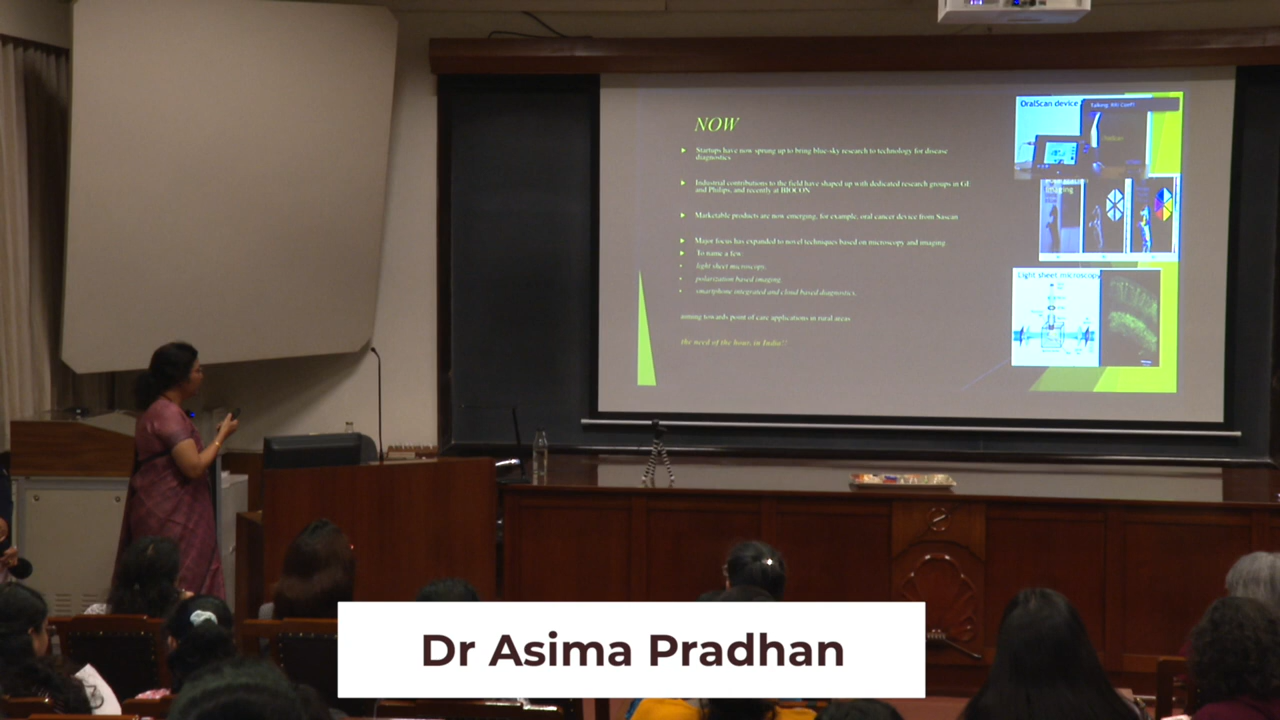 NOW
Startups have now sprung up to bring blue-sky research to technology for disease
diagnostics
Industrial contributions to the field have shaped up with dedicated research groups in GE
and Philips, and recently at BIOCON
Marketable products are now emerging, for example, oral cancer device from Sascan
Major focus has expanded to novel techniques based on microscopy and imaging
To name a few:
light sheet microscopy,
polarization based imaging,
smartphone integrated and cloud based diagnostics,
aiming towards point of care applications in rural areas
the need of the hour, in India!!
OralScan device
Talking:
imaging
Light sheet microscopy
Dr Asima Pradhan